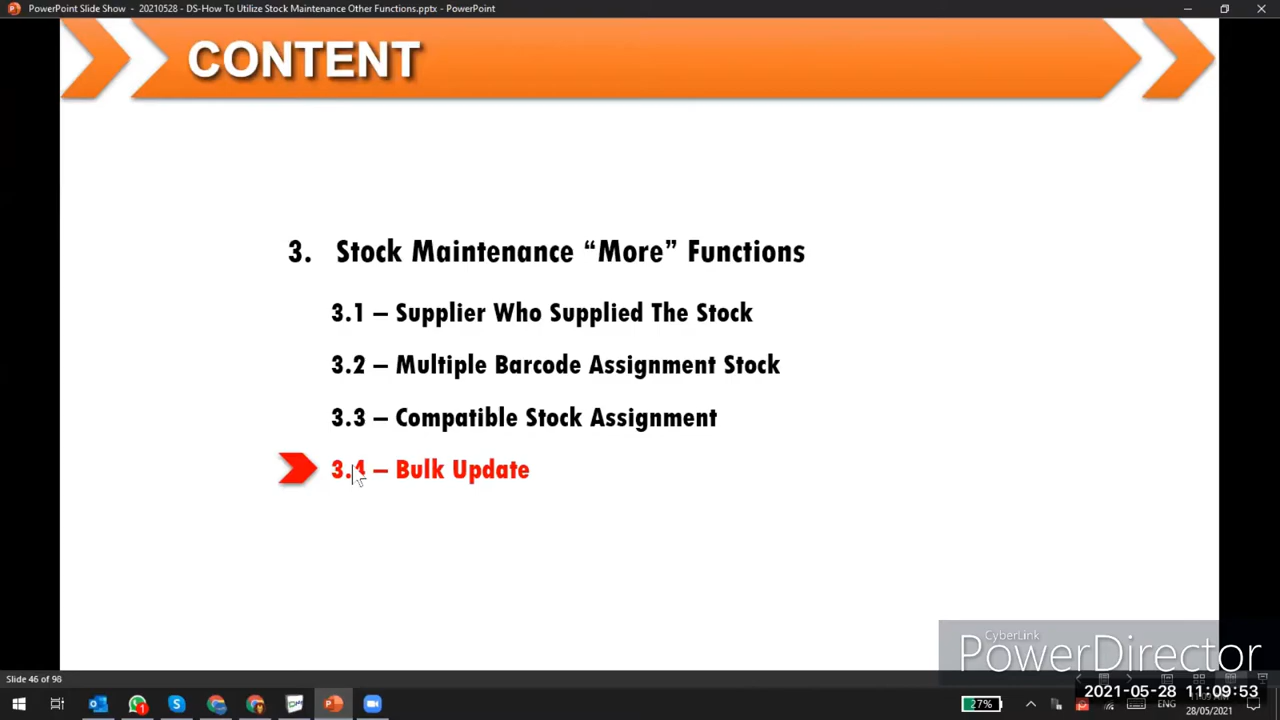 PowerPoint Slide Show - 20210528 - DS-How To Utilize Stock Maintenance Other Functions.pptx - PowerPoint
CONTENT
3. Stock Maintenance “More” Functions
3.1 – Supplier Who Supplied The Stock
3.2 – Multiple Barcode Assignment Stock
3.3 – Compatible Stock Assignment
3.4 – Bulk Update
CyberLink
PowerDirector
Slide 46 of 98
2021-05-28 11:09:53
27%
ENG
28/05/2021